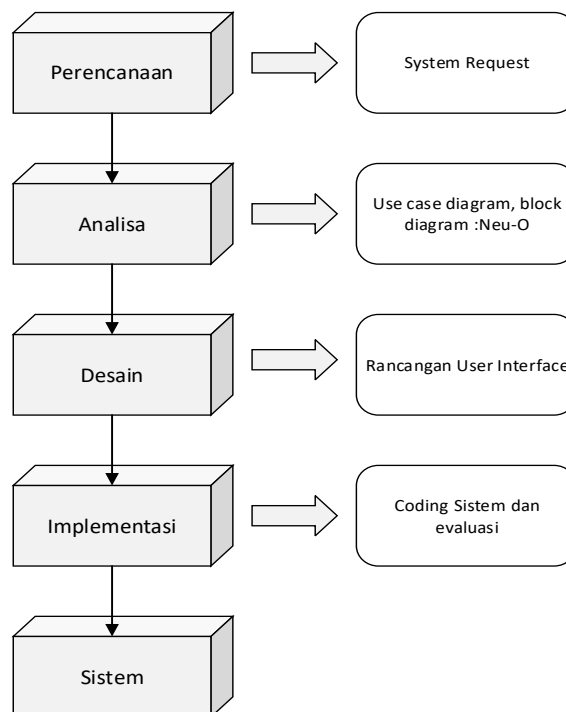 Perencanaan
System Request
Analisa
Use case diagram, block
diagram :Neu-O
Desain
Rancangan User Interface
Implementasi
Coding Sistem dan
evaluasi
Sistem